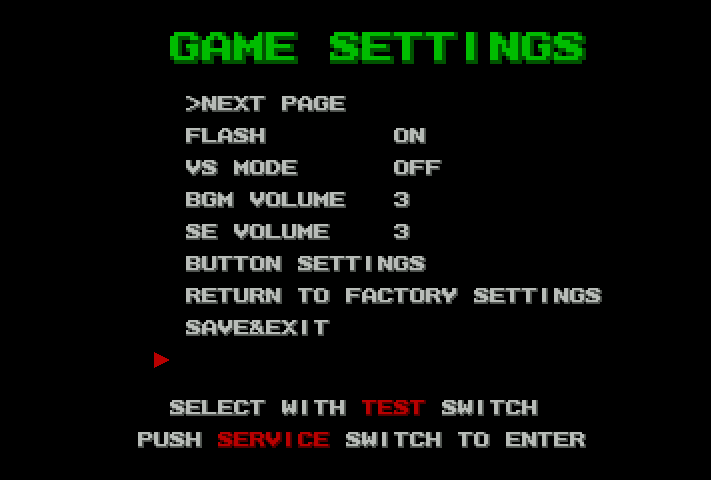 GAME SETTINGS
>NEXT PAGE
FLASH ON
VS MODE OFF
BGM VOLUME 3
SE VOLUME 3
BUTTON SETTINGS
RETURN TO FACTORY SETTINGS
SAVE&EXIT
SELECT WITH TEST SWITCH
PUSH SERVICE SWITCH TO ENTER